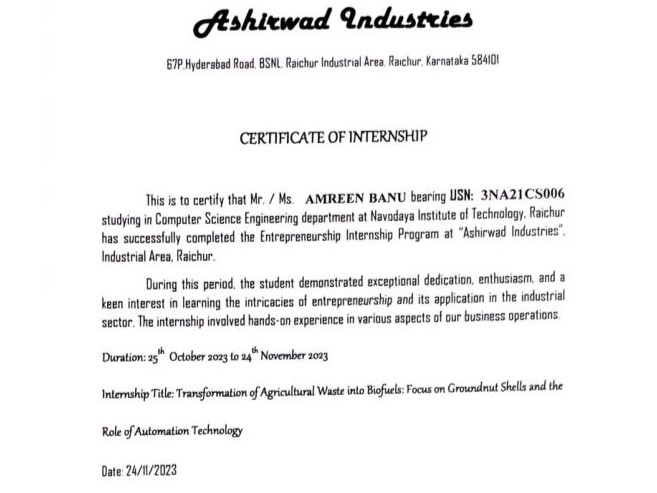 Ashirwad Industries
67P,Hyderabad Road, BSNL, Raichur Industrial Area, Raichur, Karnataka 584101
CERTIFICATE OF INTERNSHIP
This is to certify that Mr. / Ms. AMREEN BANU bearing USN: 3NA21CS006
studying in Computer Science Engineering department at Navodaya Institute of Technology, Raichur
has successfully completed the Entrepreneurship Internship Program at "Ashirwad Industries",
Industrial Area, Raichur.
During this period, the student demonstrated exceptional dedication, enthusiasm, and a
keen interest in learning the intricacies of entrepreneurship and its application in the industrial
sector. The internship involved hands-on experience in various aspects of our business operations.
Duration: 25th October 2023 to 24th November 2023
Internship Title: Transformation of Agricultural Waste into Biofuels: Focus on Groundnut Shells and the
Role of Automation Technology
Date: 24/11/2023